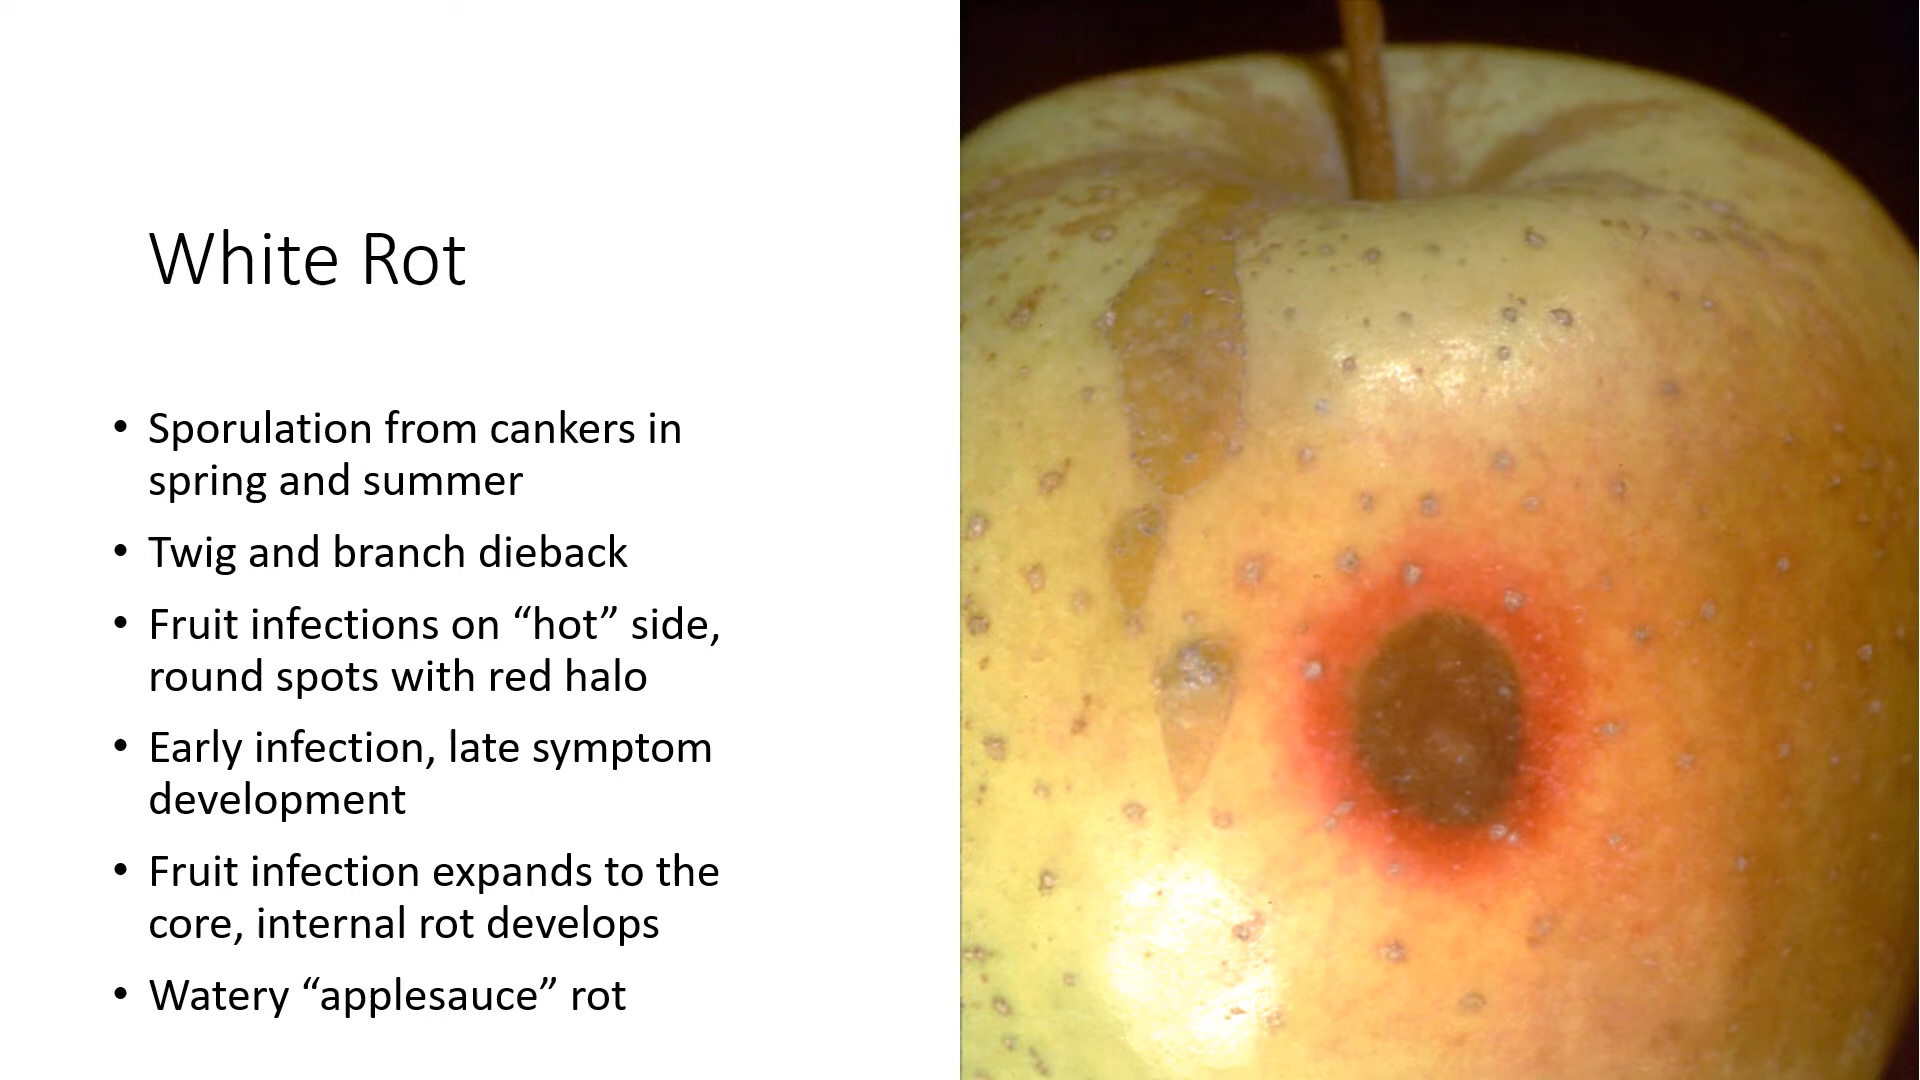 White Rot
• Sporulation from cankers in
spring and summer
• Twig and branch dieback
• Fruit infections on “hot” side,
round spots with red halo
• Early infection, late symptom
development
• Fruit infection expands to the
core, internal rot develops
• Watery “applesauce” rot